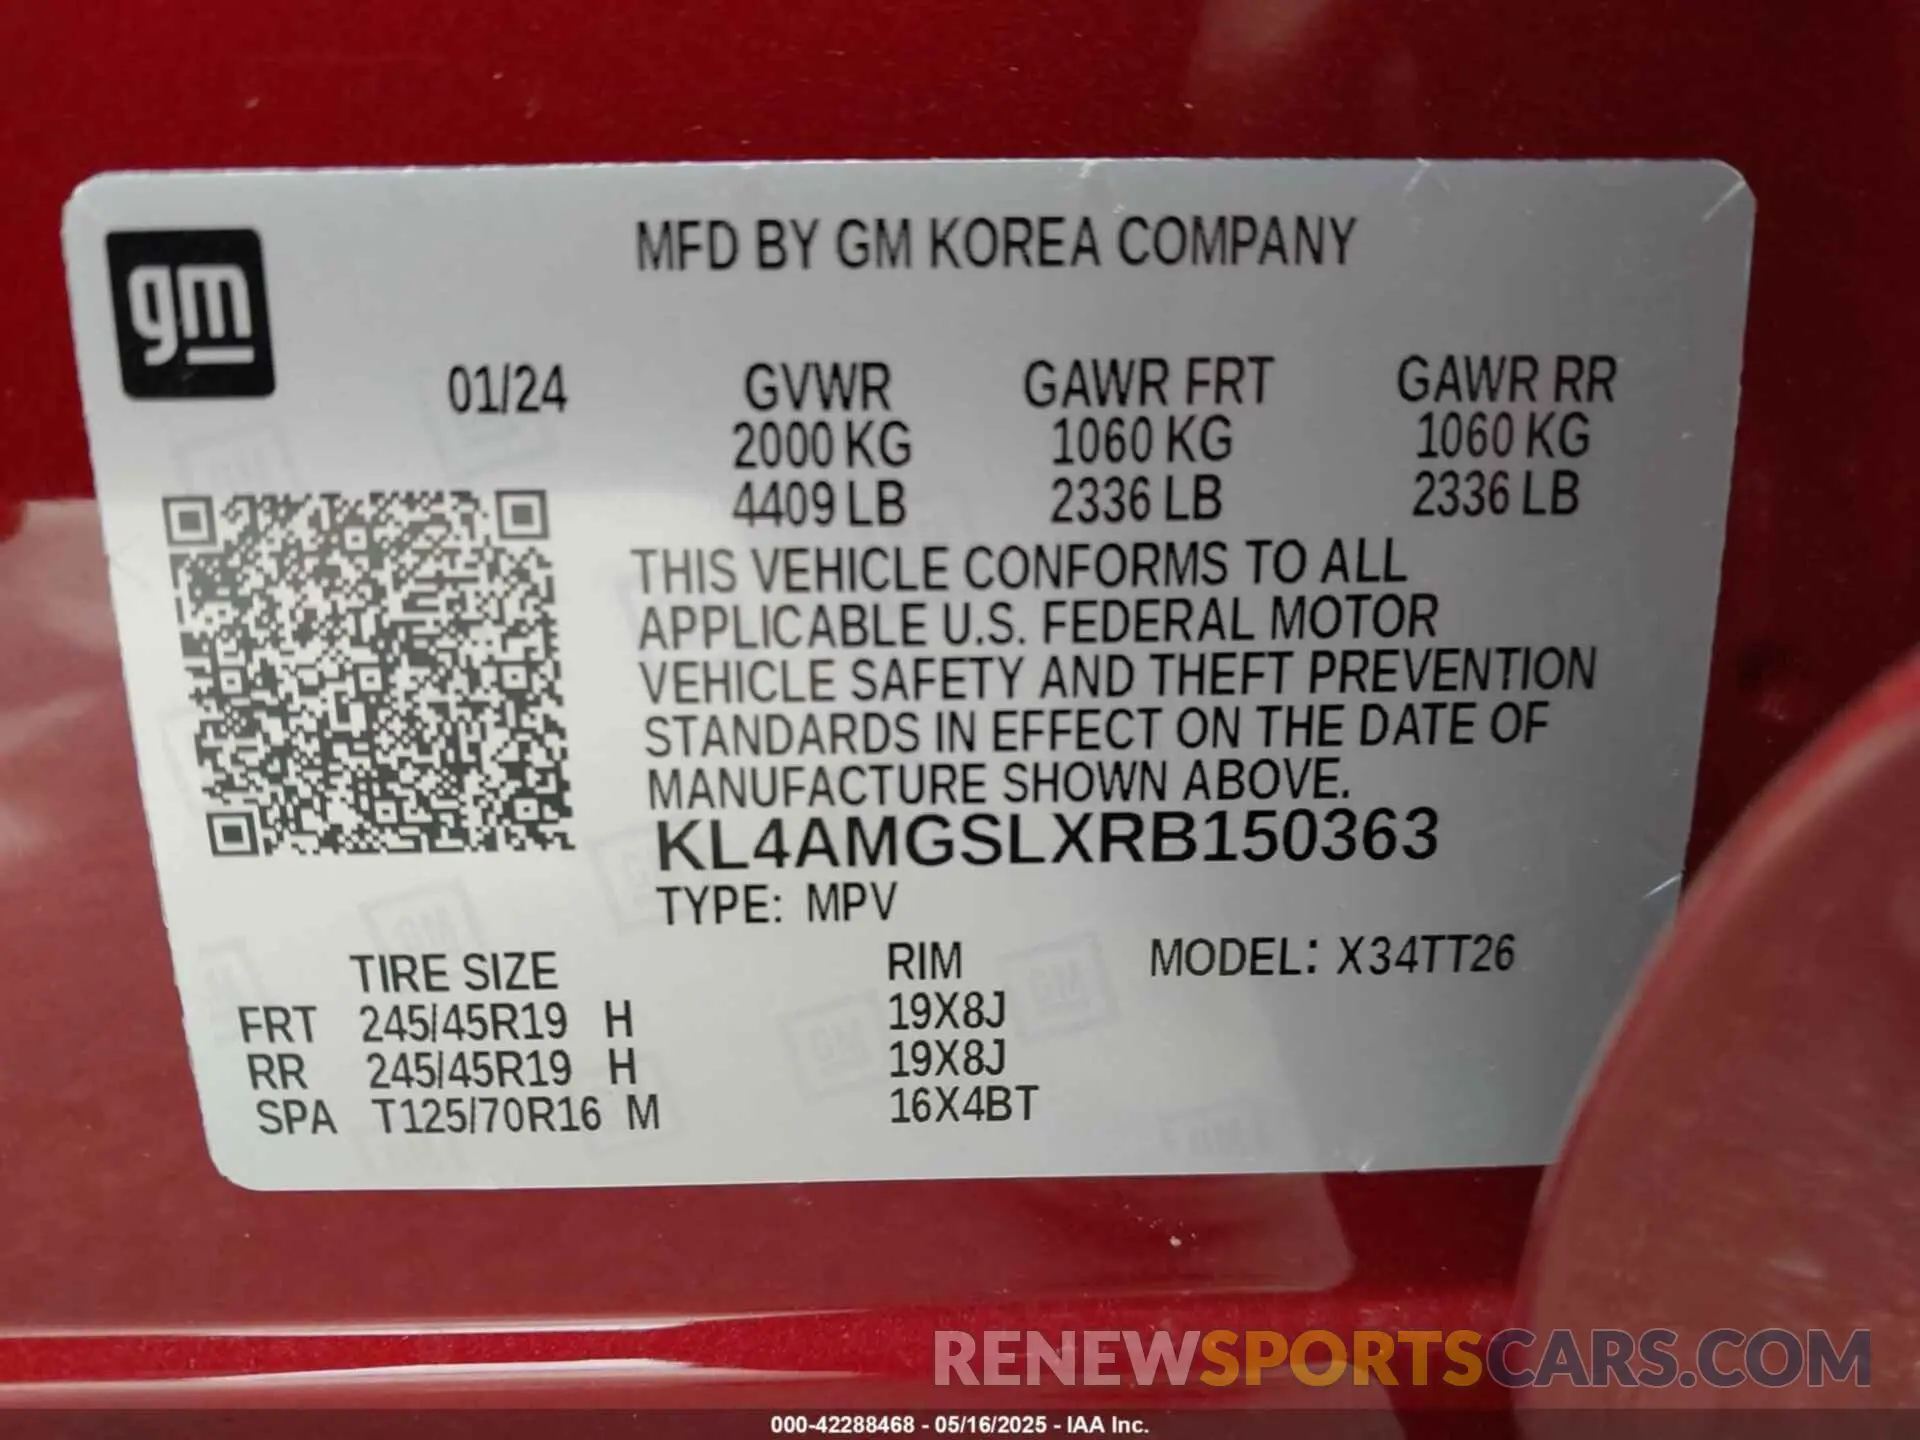 gm
MFD BY GM KOREA COMPANY
01/24 GVWR GAWR FRT GAWR RR
2000 KG 1060 KG 1060 KG
4409 LB 2336 LB 2336 LB
THIS VEHICLE CONFORMS TO ALL
APPLICABLE U.S. FEDERAL MOTOR
VEHICLE SAFETY AND THEFT PREVENTION
STANDARDS IN EFFECT ON THE DATE OF
MANUFACTURE SHOWN ABOVE.
KL4AMGSLXRB150363
TYPE: MPV
TIRE SIZE RIM MODEL: X34TT26
FRT 245/45R19 H 19X8J
RR 245/45R19 H 19X8J
SPA T125/70R16 M 16X4BT
RENEWSPORTSCARS.COM
000-42288468 - 05/16/2025 - IAA Inc.